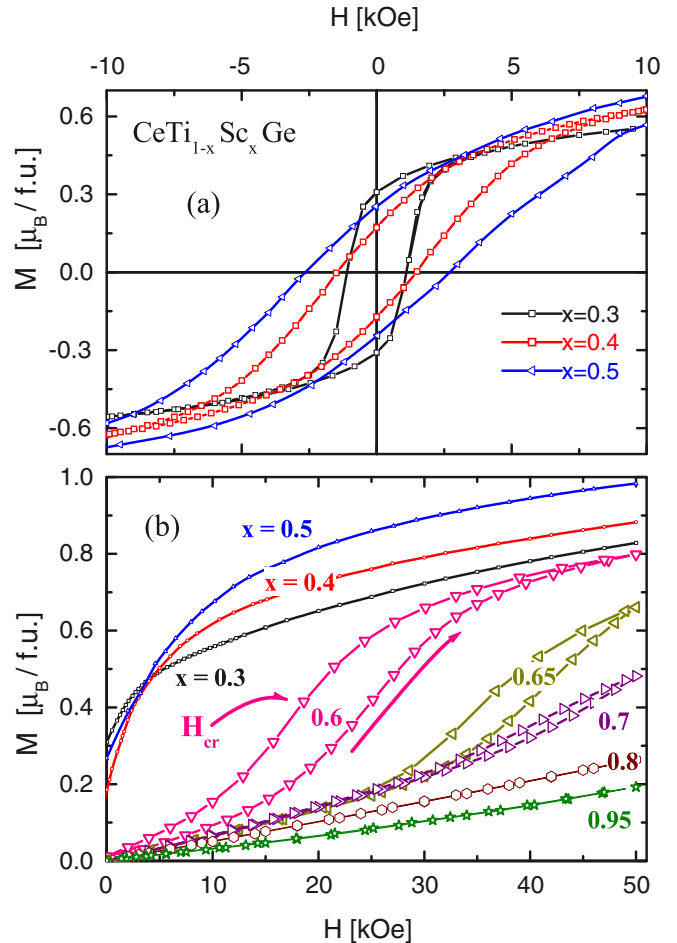 H [kOe]
-10 -5 0 5 10
CeTi1-xScxGe
(a)
M [μB / f.u.]
0.6
0.3
0.0
-0.3
-0.6
x=0.3
x=0.4
x=0.5
(b)
M [μB / f.u.]
1.0
0.8
0.6
0.4
0.2
0.0
x = 0.5
x = 0.4
x = 0.3
Hcr
0.6
0.65
0.7
0.8
0.95
0 10 20 30 40 50
H [kOe]